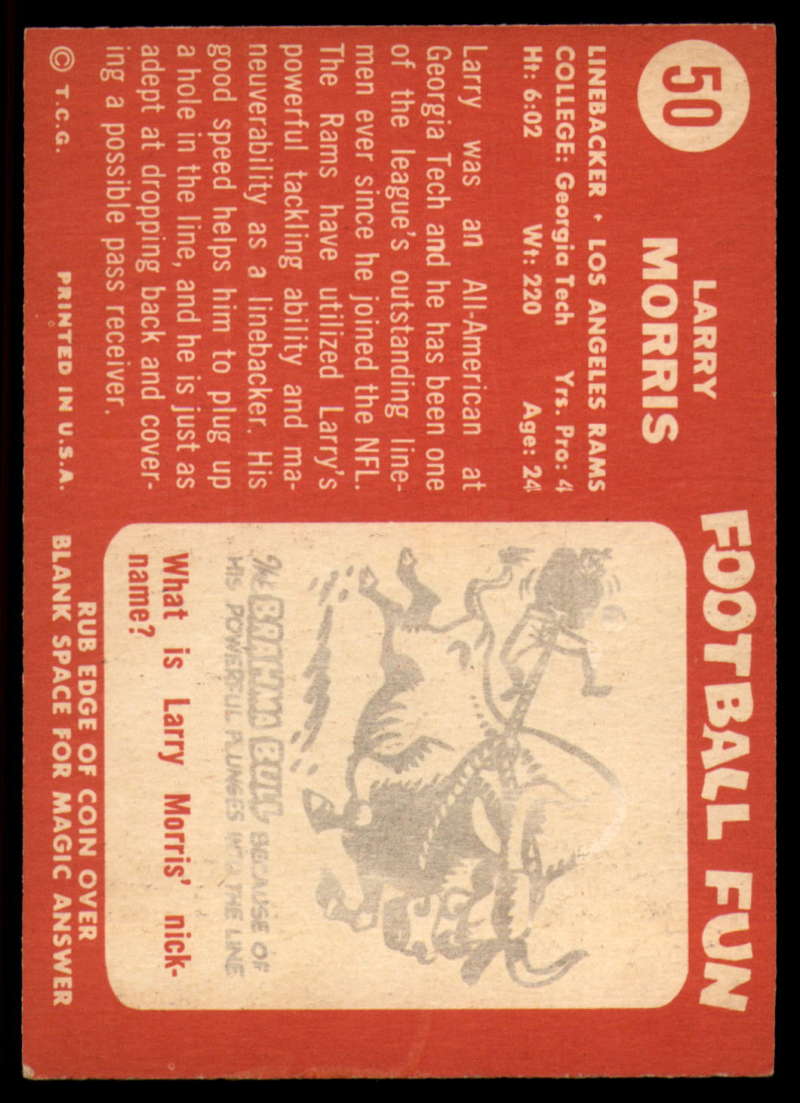 50
LARRY
MORRIS
LINEBACKER • LOS ANGELES RAMS
COLLEGE: Georgia Tech Yrs. Pro: 4
Ht: 6:02 Wt: 220 Age: 24
Larry was an All-American at
Georgia Tech and he has been one
of the league's outstanding line-
men ever since he joined the NFL.
The Rams have utilized Larry's
powerful tackling ability and ma-
neuverability as a linebacker. His
good speed helps him to plug up
a hole in the line, and he is just as
adept at dropping back and cover-
ing a possible pass receiver.
© T.C.G. PRINTED IN U.S.A.
FOOTBALL FUN
The BRAHMA BULL BECAUSE OF
HIS POWERFUL PLUNGES INTO THE LINE
What is Larry Morris' nick-
name?
RUB EDGE OF COIN OVER
BLANK SPACE FOR MAGIC ANSWER